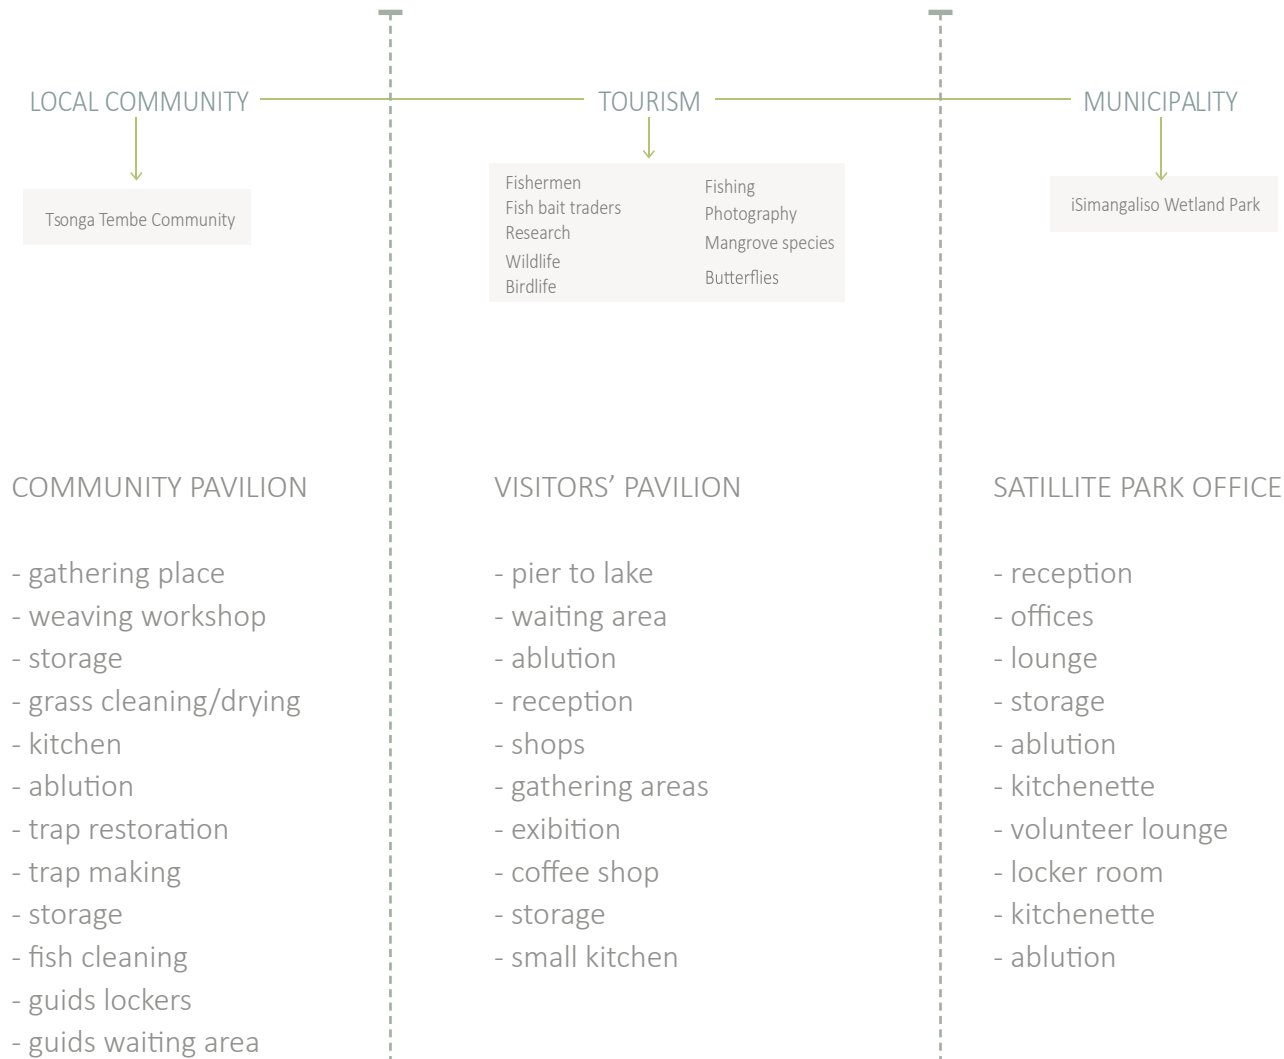 LOCAL COMMUNITY
TOURISM
MUNICIPALITY
Tsonga Tembe Community
Fishermen
Fish bait traders
Research
Wildlife
Birdlife
Fishing
Photography
Mangrove species
Butterflies
iSimangaliso Wetland Park
COMMUNITY PAVILION
- gathering place
- weaving workshop
- storage
- grass cleaning/drying
- kitchen
- ablution
- trap restoration
- trap making
- storage
- fish cleaning
- guids lockers
- guids waiting area
VISITORS’ PAVILION
- pier to lake
- waiting area
- ablution
- reception
- shops
- gathering areas
- exibition
- coffee shop
- storage
- small kitchen
SATILLITE PARK OFFICE
- reception
- offices
- lounge
- storage
- ablution
- kitchenette
- volunteer lounge
- locker room
- kitchenette
- ablution